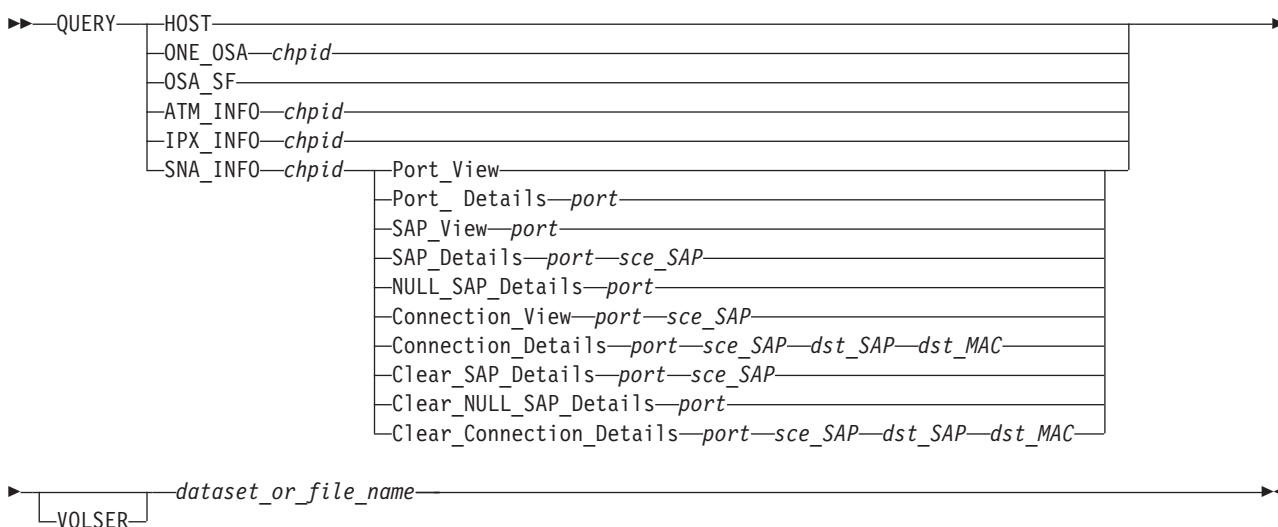 QUERY HOST
ONE_OSA chpid
OSA_SF
ATM_INFO chpid
IPX_INFO chpid
SNA_INFO chpid Port_View
Port_ Details port
SAP_View port
SAP_Details port sce_SAP
NULL_SAP_Details port
Connection_View port sce_SAP
Connection_Details port sce_SAP dst_SAP dst_MAC
Clear_SAP_Details port sce_SAP
Clear_NULL_SAP_Details port
Clear_Connection_Details port sce_SAP dst_SAP dst_MAC
dataset_or_file_name
VOLSER